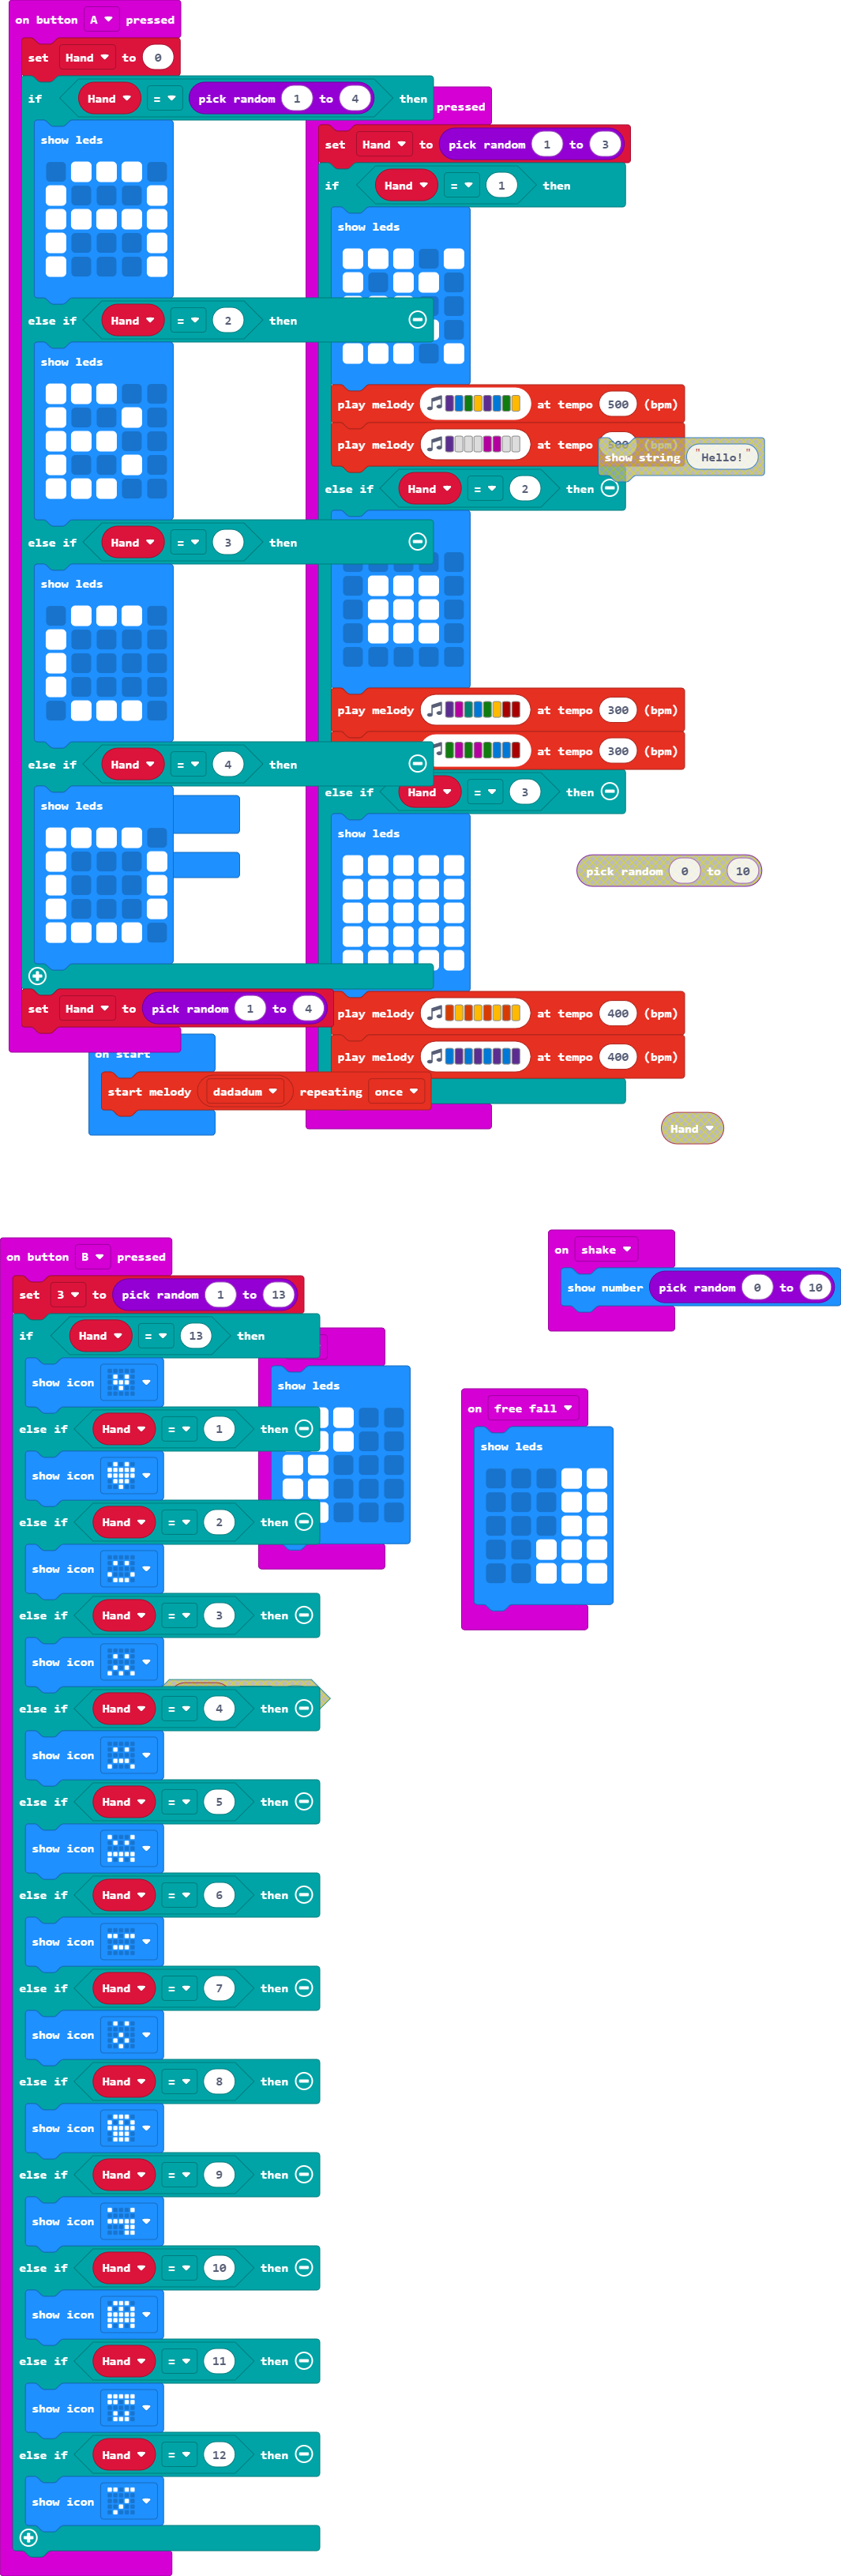 on button A pressed
set Hand to 0
if Hand = pick random 1 to 4 then
show leds
else if Hand = 2 then
show leds
else if Hand = 3 then
show leds
else if Hand = 4 then
show leds
set Hand to pick random 1 to 4
pressed
set Hand to pick random 1 to 3
if Hand = 1 then
show leds
play melody at tempo 500 (bpm)
play melody at tempo 500 (bpm)
show string "Hello!"
else if Hand = 2 then
play melody at tempo 300 (bpm)
at tempo 300 (bpm)
else if Hand = 3 then
show leds
pick random 0 to 10
play melody at tempo 400 (bpm)
play melody at tempo 400 (bpm)
on start
start melody dadadum repeating once
Hand
on button B pressed
set 3 to pick random 1 to 13
if Hand = 13 then
show icon
else if Hand = 1 then
show icon
else if Hand = 2 then
show icon
else if Hand = 3 then
show icon
else if Hand = 4 then
show icon
else if Hand = 5 then
show icon
else if Hand = 6 then
show icon
else if Hand = 7 then
show icon
else if Hand = 8 then
show icon
else if Hand = 9 then
show icon
else if Hand = 10 then
show icon
else if Hand = 11 then
show icon
else if Hand = 12 then
show icon
show leds
on shake
show number pick random 0 to 10
on free fall
show leds